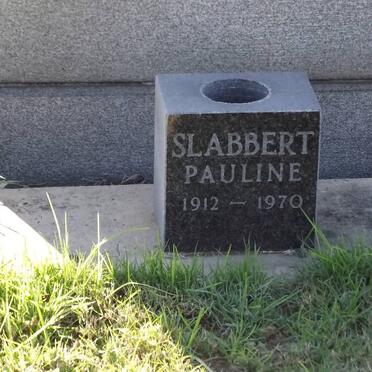 SLABBERT
PAULINE
1912 — 1970